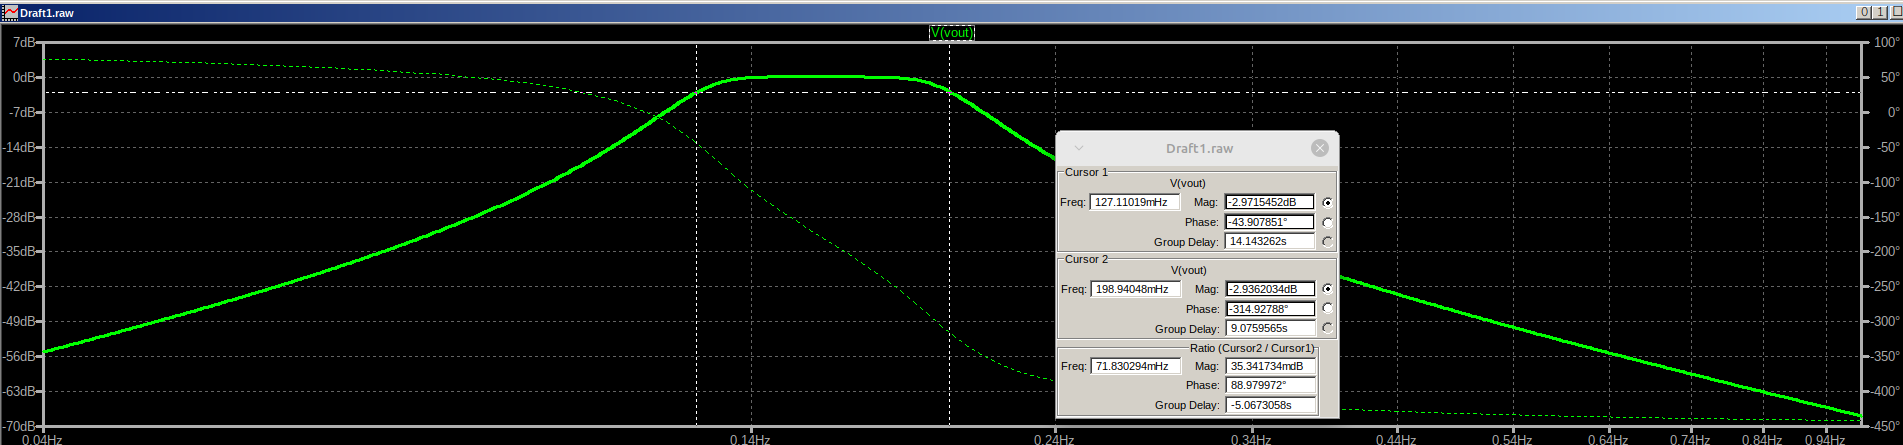 Draft1.raw
V(vout)
7dB
0dB
-7dB
-14dB
-21dB
-28dB
-35dB
-42dB
-49dB
-56dB
-63dB
-70dB
100°
50°
0°
-50°
-100°
-150°
-200°
-250°
-300°
-350°
-400°
-450°
0.04Hz 0.14Hz 0.24Hz 0.34Hz 0.44Hz 0.54Hz 0.64Hz 0.74Hz 0.84Hz 0.94Hz
Draft1.raw
Cursor 1
V(vout)
Freq: 127.11019mHz Mag: -2.9715452dB
Phase: -43.907851°
Group Delay: 14.143262s
Cursor 2
V(vout)
Freq: 198.94048mHz Mag: -2.9362034dB
Phase: -314.92788°
Group Delay: 9.0759565s
Ratio (Cursor2 / Cursor1)
Freq: 71.830294mHz Mag: 35.341734mdB
Phase: 88.979972°
Group Delay: -5.0673058s